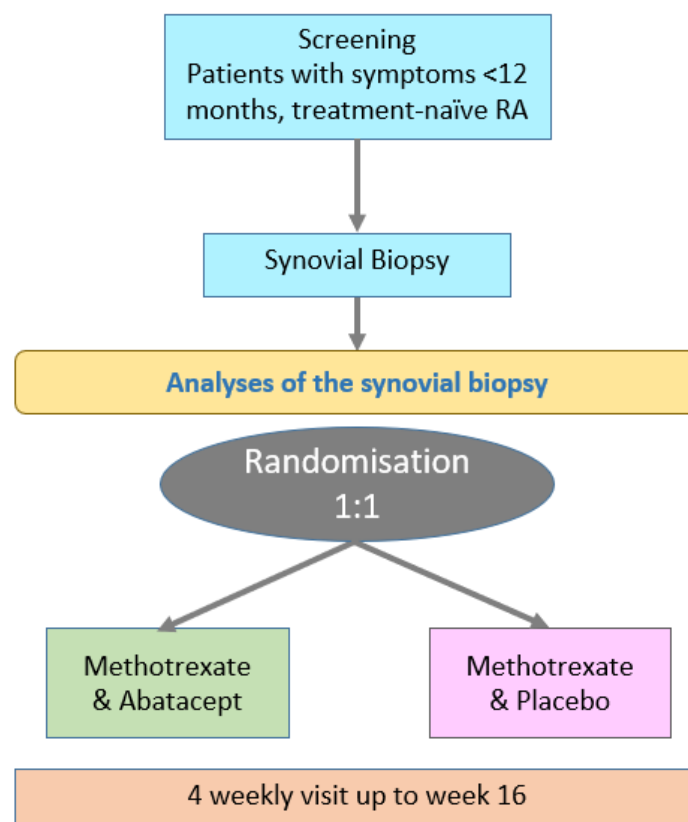 Screening
Patients with symptoms <12
months, treatment-naïve RA
Synovial Biopsy
Analyses of the synovial biopsy
Randomisation
1:1
Methotrexate
& Abatacept
Methotrexate
& Placebo
4 weekly visit up to week 16